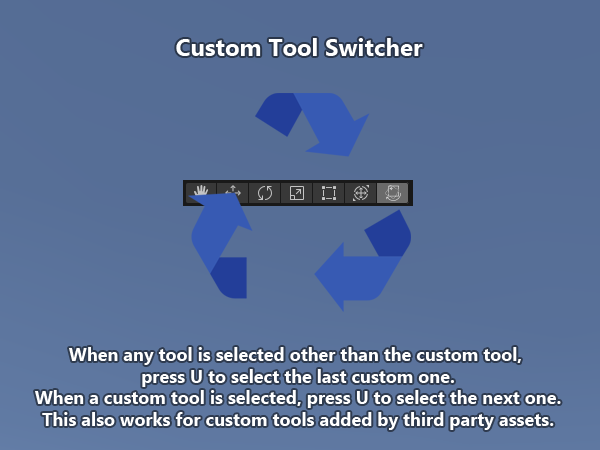 Custom Tool Switcher
When any tool is selected other than the custom tool,
press U to select the last custom one.
When a custom tool is selected, press U to select the next one.
This also works for custom tools added by third party assets.